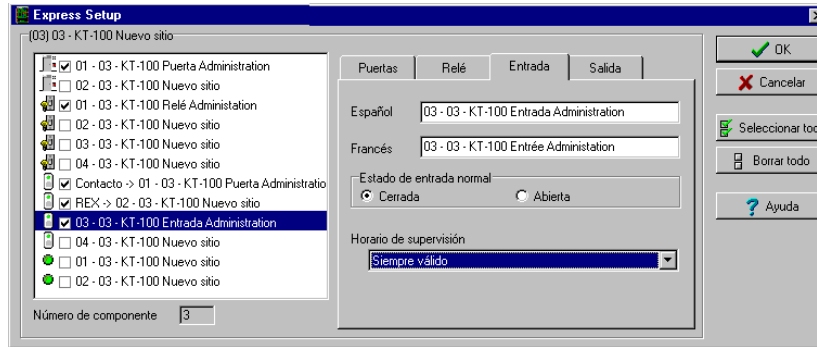 Express Setup
(03) 03 - KT-100 Nuevo sitio
01 - 03 - KT-100 Puerta Administration
02 - 03 - KT-100 Nuevo sitio
01 - 03 - KT-100 Relé Administation
02 - 03 - KT-100 Nuevo sitio
03 - 03 - KT-100 Nuevo sitio
04 - 03 - KT-100 Nuevo sitio
Contacto -> 01 - 03 - KT-100 Puerta Administratio
REX -> 02 - 03 - KT-100 Nuevo sitio
03 - 03 - KT-100 Entrada Administration
04 - 03 - KT-100 Nuevo sitio
01 - 03 - KT-100 Nuevo sitio
02 - 03 - KT-100 Nuevo sitio
Número de componente 3
Puertas Relé Entrada Salida
Español 03 - 03 - KT-100 Entrada Administration
Francés 03 - 03 - KT-100 Entrée Administation
Estado de entrada normal
Cerrada Abierta
Horario de supervisión
Siempre válido
OK
Cancelar
Seleccionar tod
Borrar todo
Ayuda